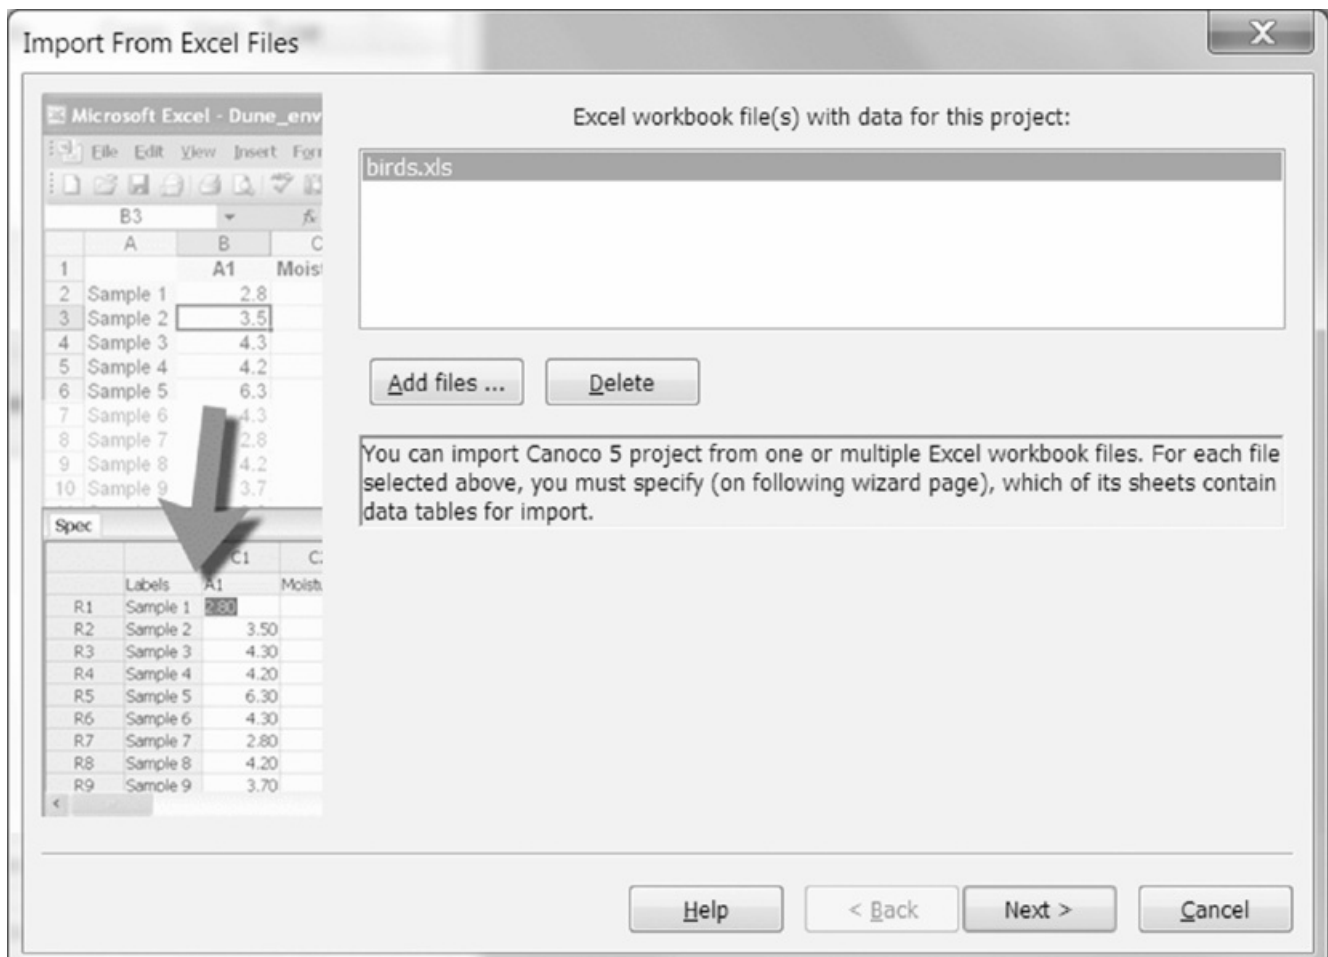 Import From Excel Files
X
Microsoft Excel - Dune_env
File Edit View Insert Form
B3 fx
A B C
1 A1 Moist
2 Sample 1 2.8
3 Sample 2 3.5
4 Sample 3 4.3
5 Sample 4 4.2
6 Sample 5 6.3
7 Sample 6 4.3
8 Sample 7 2.8
9 Sample 8 4.2
10 Sample 9 3.7
Spec
C1
Labels A1 Moistu
R1 Sample 1 2.80
R2 Sample 2 3.50
R3 Sample 3 4.30
R4 Sample 4 4.20
R5 Sample 5 6.30
R6 Sample 6 4.30
R7 Sample 7 2.80
R8 Sample 8 4.20
R9 Sample 9 3.70
Excel workbook file(s) with data for this project:
birds.xls
Add files ... Delete
You can import Canoco 5 project from one or multiple Excel workbook files. For each file
selected above, you must specify (on following wizard page), which of its sheets contain
data tables for import.
Help < Back Next > Cancel